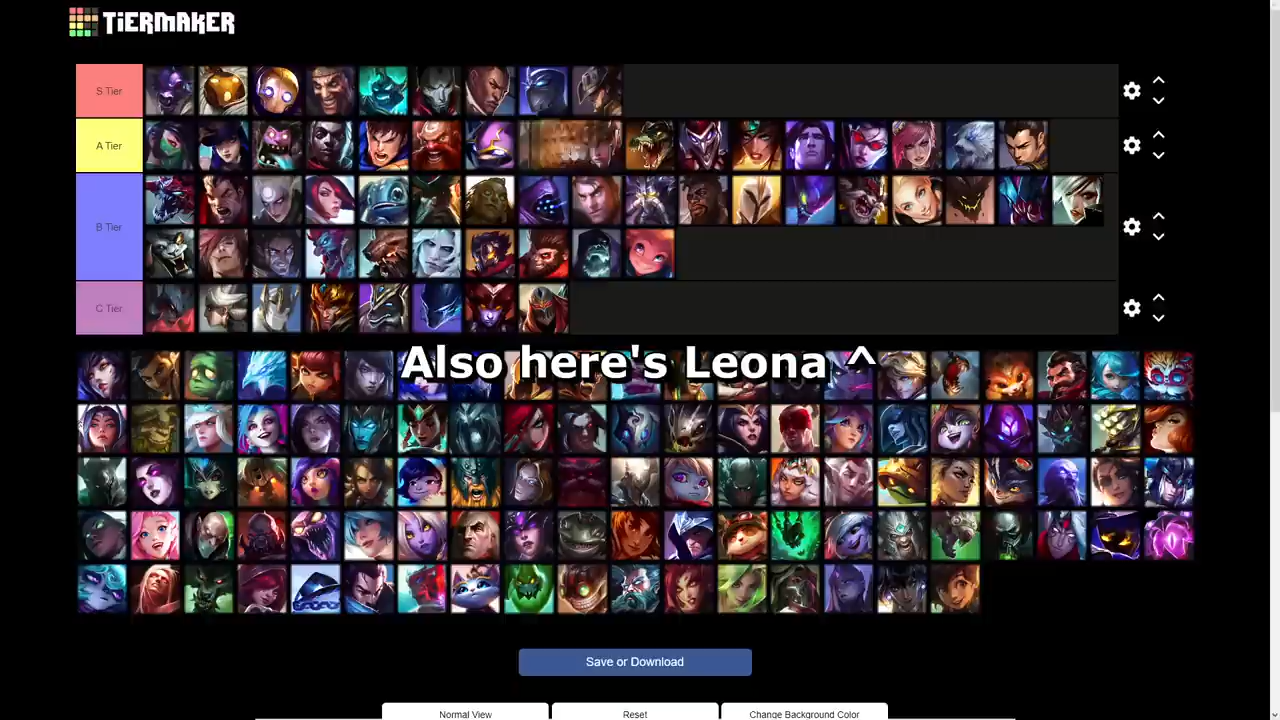 TiERMAKER
S Tier
A Tier
B Tier
C Tier
Also here's Leona ^
Save or Download
Normal View
Reset
Change Background Color